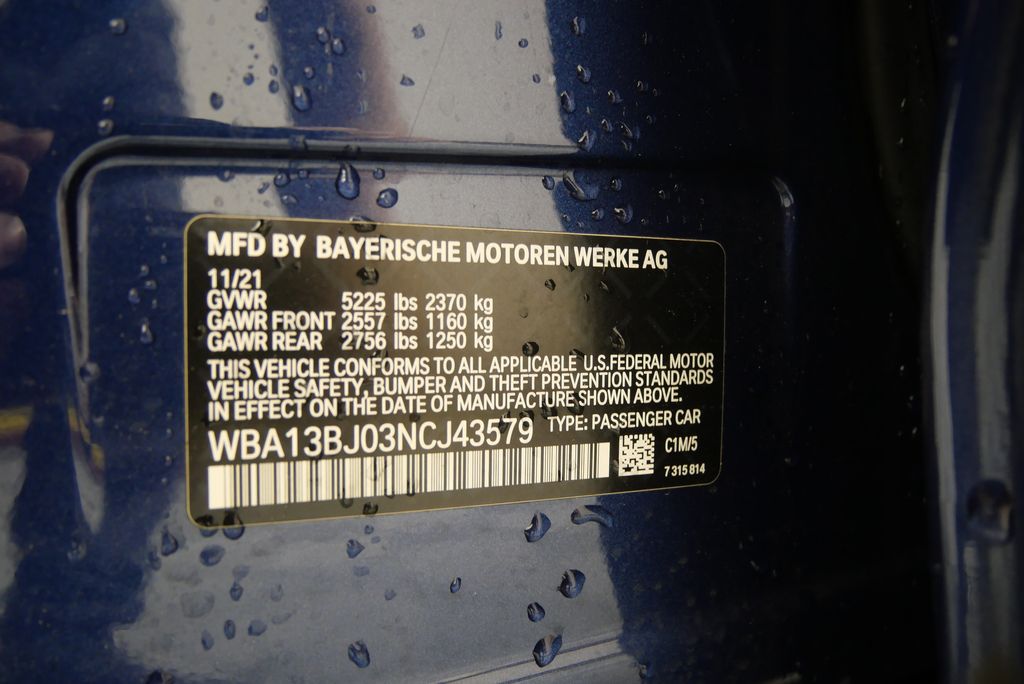 MFD BY BAYERISCHE MOTOREN WERKE AG
11/21
GVWR 5225 lbs 2370 kg
GAWR FRONT 2557 lbs 1160 kg
GAWR REAR 2756 lbs 1250 kg
THIS VEHICLE CONFORMS TO ALL APPLICABLE U.S.FEDERAL MOTOR
VEHICLE SAFETY, BUMPER AND THEFT PREVENTION STANDARDS
IN EFFECT ON THE DATE OF MANUFACTURE SHOWN ABOVE.
WBA13BJ03NCJ43579 TYPE: PASSENGER CAR
C1M/5
7 315 814